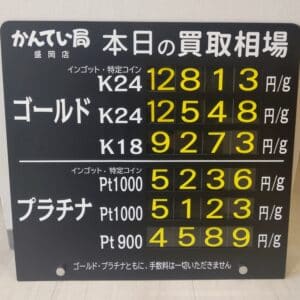 かんてい局 盛岡店 本日の買取相場
インゴット・特定コイン
K24 12813 円/g
ゴールド K24 12548 円/g
K18 9273 円/g
インゴット・特定コイン
Pt1000 5236 円/g
プラチナ Pt1000 5123 円/g
Pt900 4589 円/g
ゴールド・プラチナともに、手数料は一切いただきません